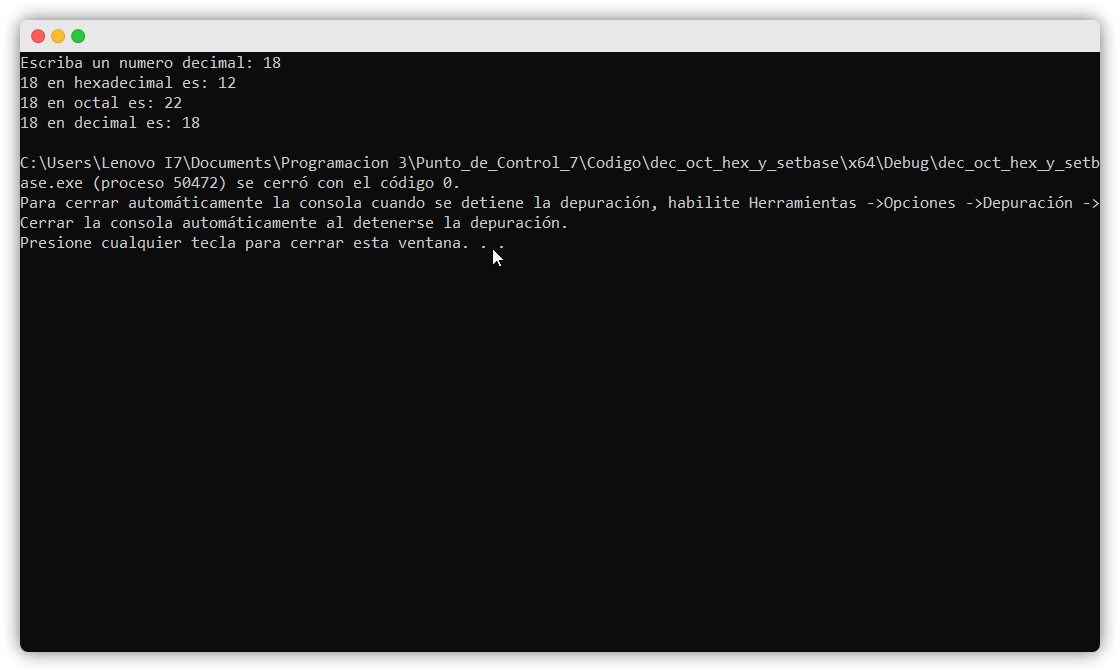 Escriba un numero decimal: 18
18 en hexadecimal es: 12
18 en octal es: 22
18 en decimal es: 18
C:\Users\Lenovo I7\Documents\Programacion 3\Punto_de_Control_7\Codigo\dec_oct_hex_y_setbase\x64\Debug\dec_oct_hex_y_setb
ase.exe (proceso 50472) se cerró con el código 0.
Para cerrar automáticamente la consola cuando se detiene la depuración, habilite Herramientas ->Opciones ->Depuración ->
Cerrar la consola automáticamente al detenerse la depuración.
Presione cualquier tecla para cerrar esta ventana. . .